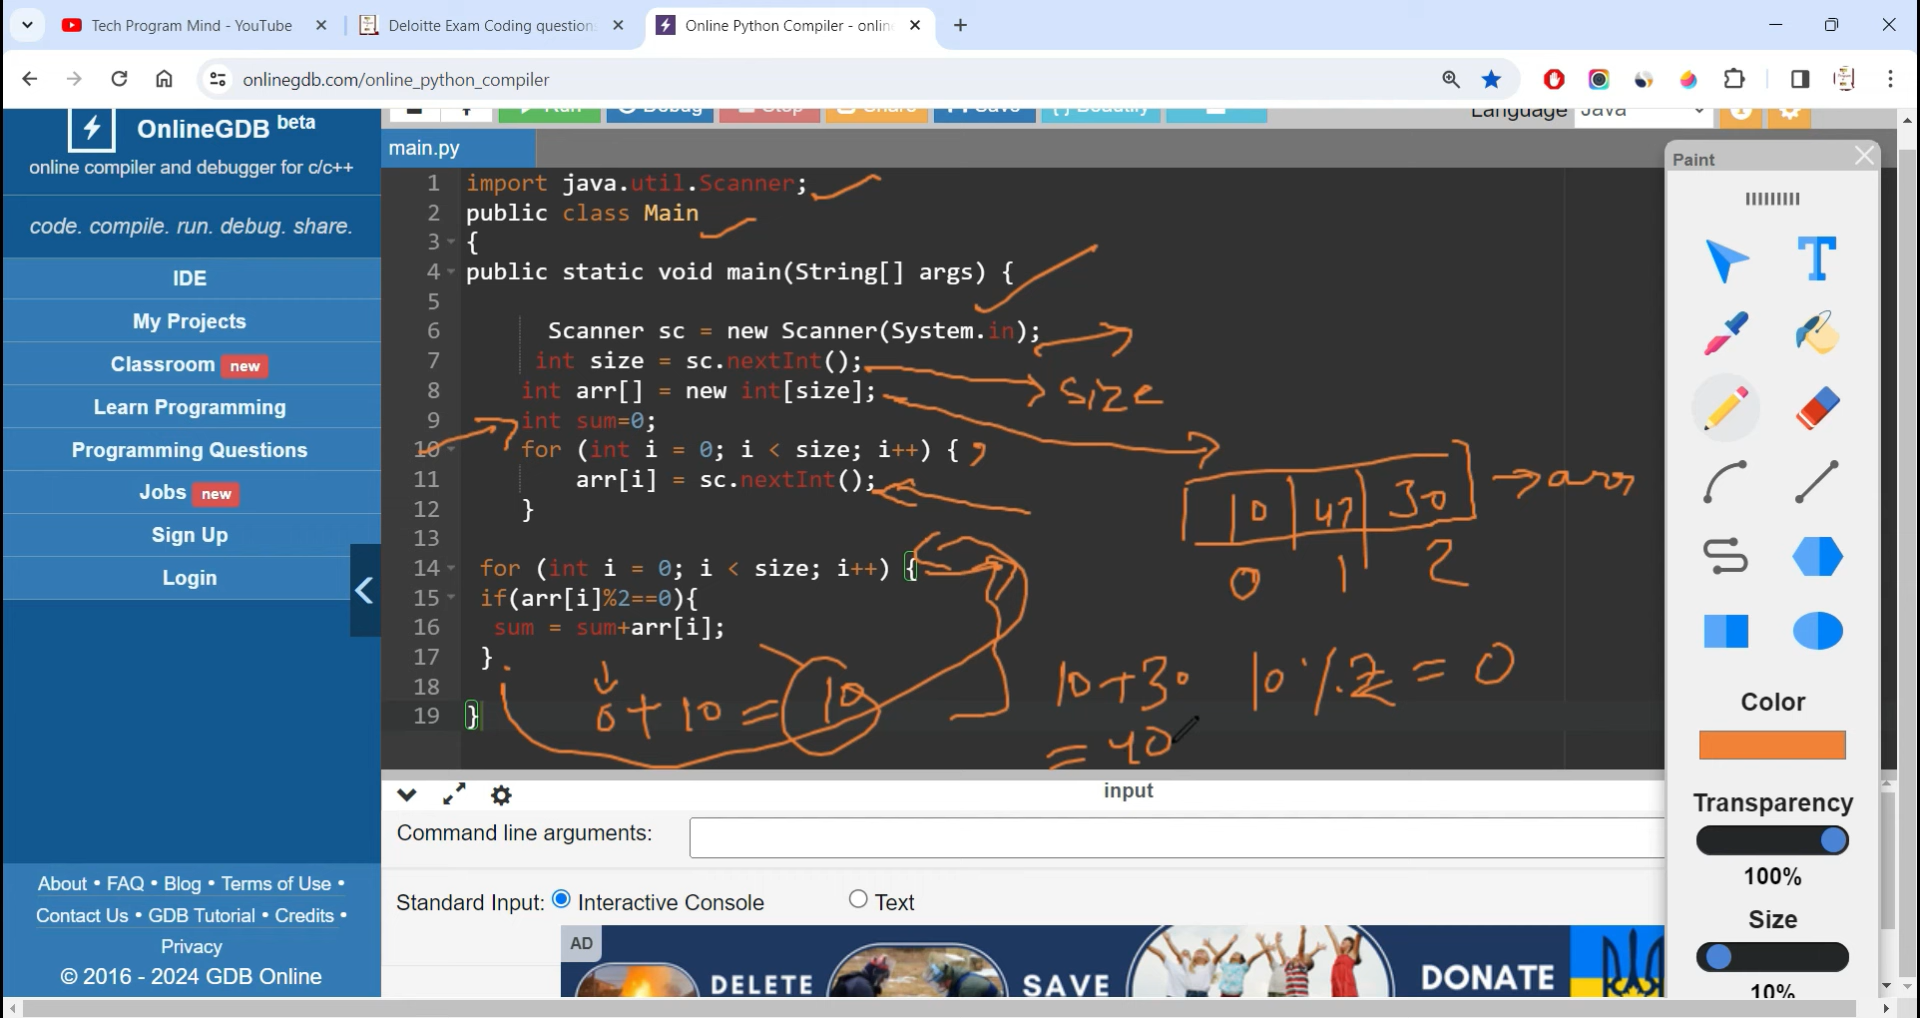 Tech Program Mind - YouTube
Deloitte Exam Coding question
Online Python Compiler - onlin
onlinegdb.com/online_python_compiler
OnlineGDB beta
online compiler and debugger for c/c++
code. compile. run. debug. share.
IDE
My Projects
Classroom new
Learn Programming
Programming Questions
Jobs new
Sign Up
Login
About • FAQ • Blog • Terms of Use •
Contact Us • GDB Tutorial • Credits •
Privacy
© 2016 - 2024 GDB Online
Run Debug Stop Share Save { } Beautify
Language Java
main.py
1 import java.util.Scanner;
2 public class Main
3 {
4 public static void main(String[] args) {
5
6 Scanner sc = new Scanner(System.in);
7 int size = sc.nextInt();
8 int arr[] = new int[size];
9 int sum=0;
10 for (int i = 0; i < size; i++) {
11 arr[i] = sc.nextInt();
12 }
13
14 for (int i = 0; i < size; i++) {
15 if(arr[i]%2==0){
16 sum = sum+arr[i];
17 }
18
19 }
size
10 47 30 arr
0 1 2
0 + 10 = 10
10+30
= 40
10 % 2 = 0
input
Command line arguments:
Standard Input: Interactive Console Text
AD
DELETE SAVE DONATE
Paint
T
Color
Transparency
100%
Size
10%